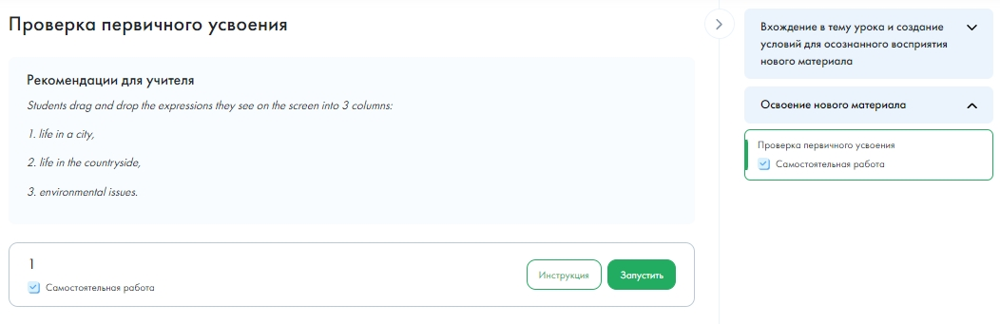 Проверка первичного усвоения
Рекомендации для учителя
Students drag and drop the expressions they see on the screen into 3 columns:
1. life in a city,
2. life in the countryside,
3. environmental issues.
1
Самостоятельная работа
Инструкция
Запустить
Вхождение в тему урока и создание
условий для осознанного восприятия
нового материала
Освоение нового материала
Проверка первичного усвоения
Самостоятельная работа